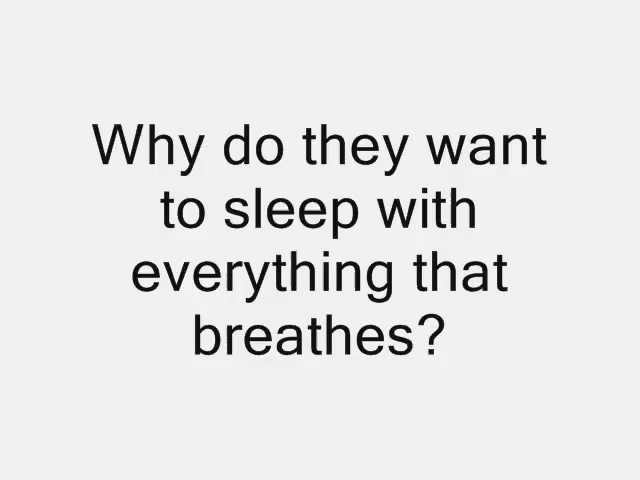 Why do they want
to sleep with
everything that
breathes?